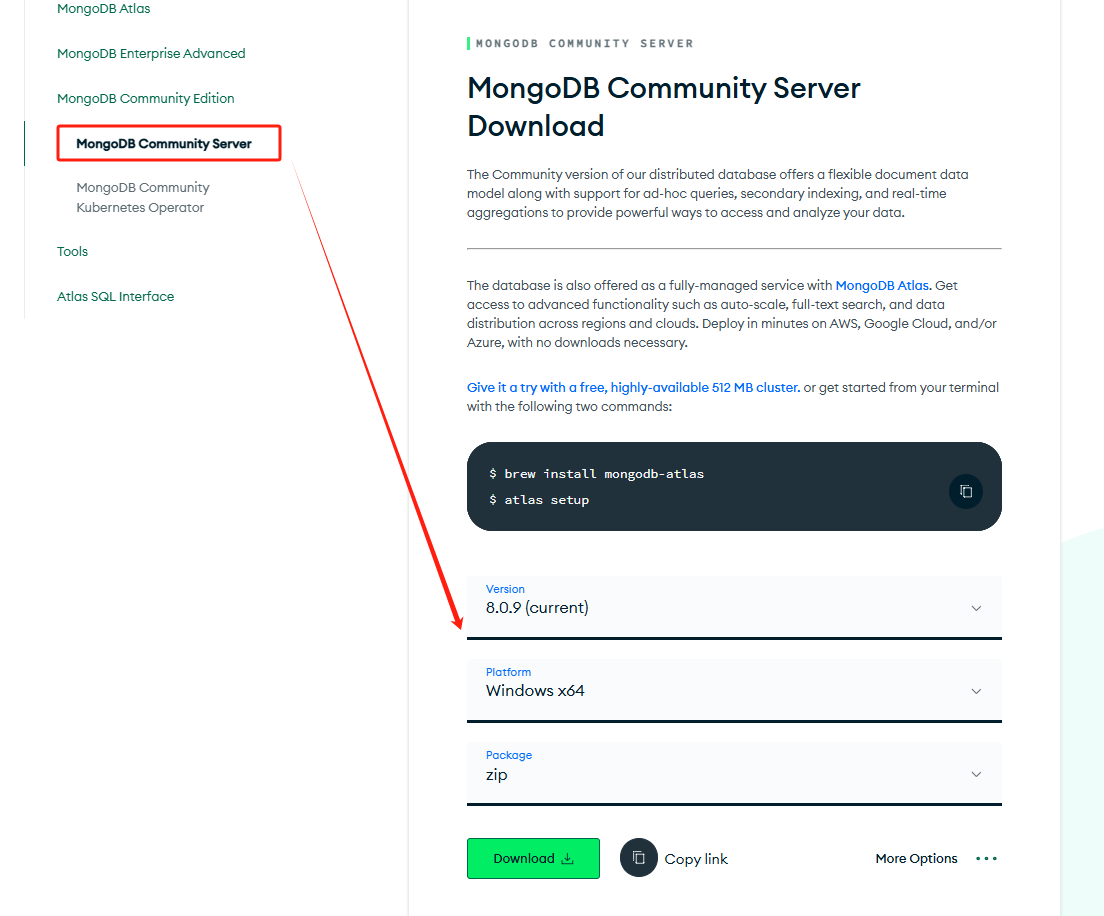 MongoDB Atlas
MongoDB Enterprise Advanced
MongoDB Community Edition
MongoDB Community Server
MongoDB Community
Kubernetes Operator
Tools
Atlas SQL Interface
MONGODB COMMUNITY SERVER
MongoDB Community Server
Download
The Community version of our distributed database offers a flexible document data
model along with support for ad-hoc queries, secondary indexing, and real-time
aggregations to provide powerful ways to access and analyze your data.
The database is also offered as a fully-managed service with MongoDB Atlas. Get
access to advanced functionality such as auto-scale, full-text search, and data
distribution across regions and clouds. Deploy in minutes on AWS, Google Cloud, and/or
Azure, with no downloads necessary.
Give it a try with a free, highly-available 512 MB cluster. or get started from your terminal
with the following two commands:
$ brew install mongodb-atlas
$ atlas setup
Version
8.0.9 (current)
Platform
Windows x64
Package
zip
Download
Copy link
More Options